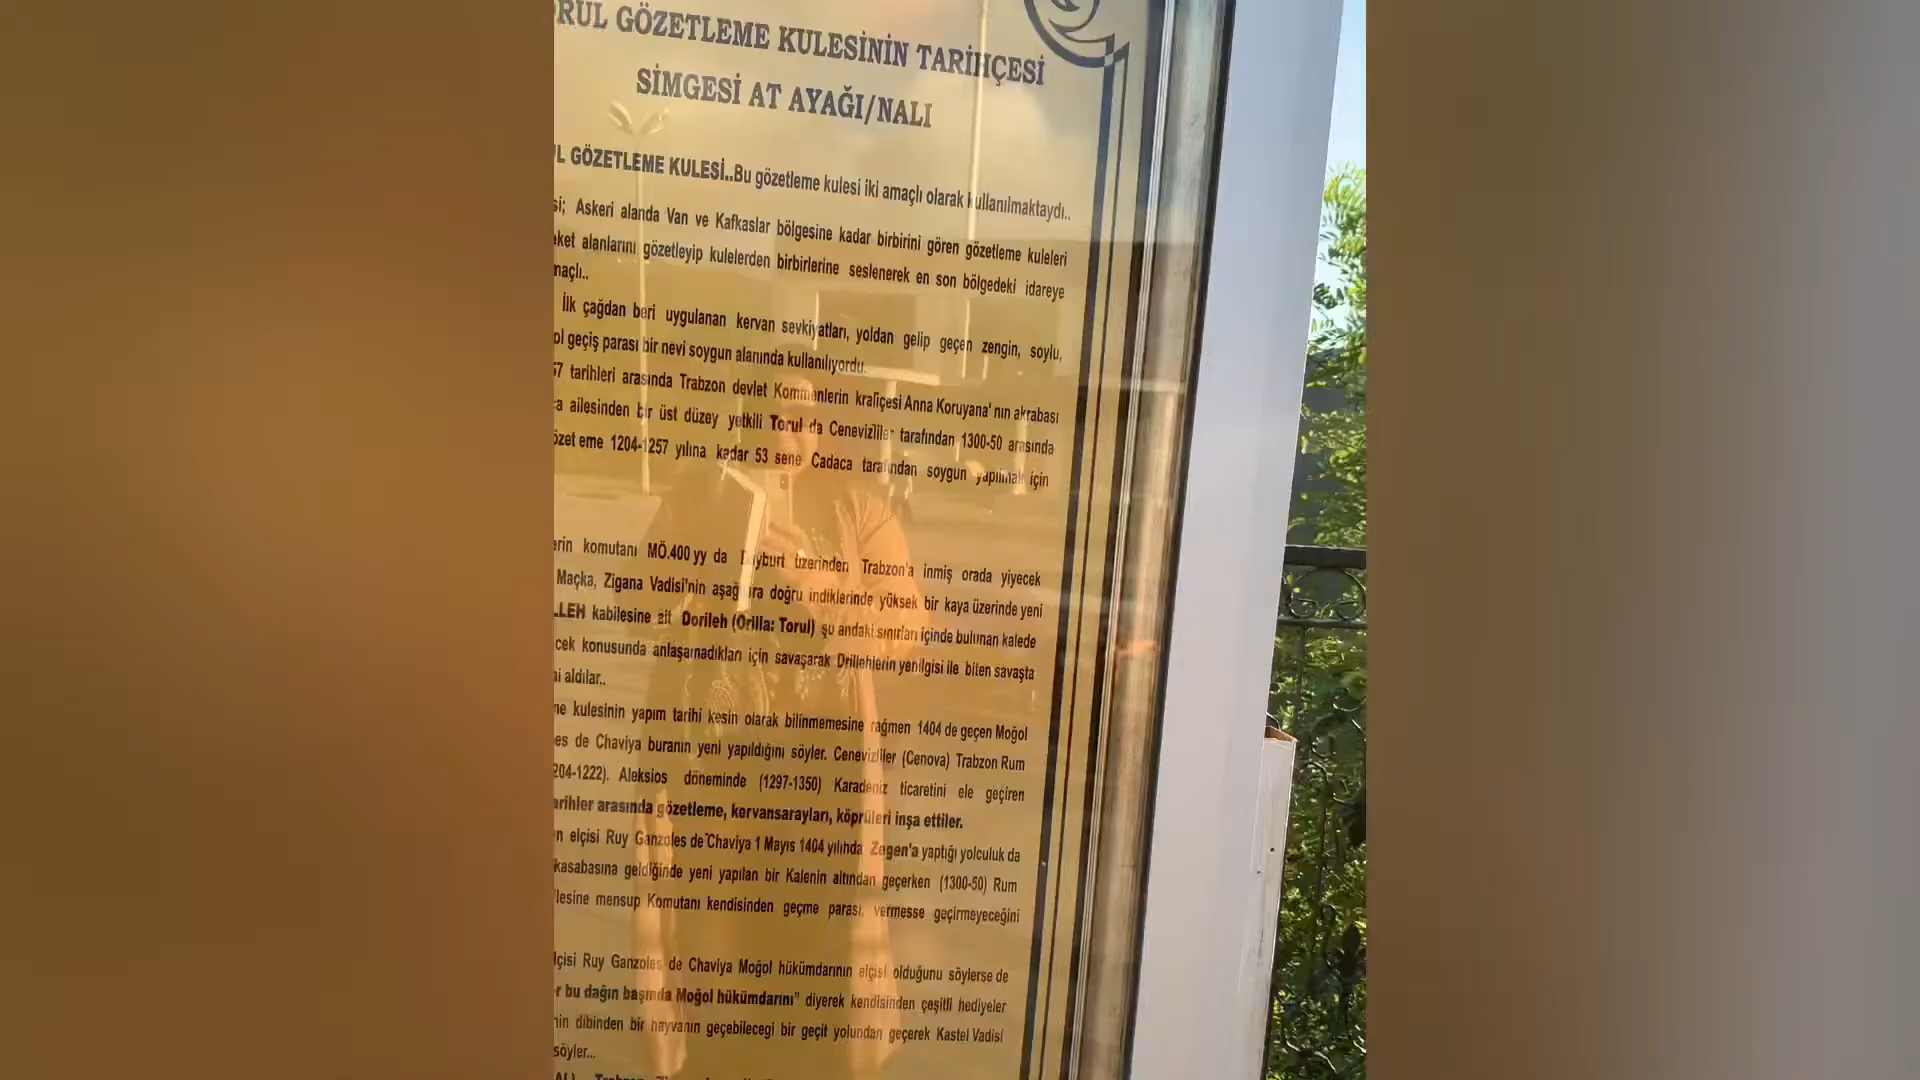 RUL GÖZETLEME KULESİNİN TARİHÇESİ
SİMGESİ AT AYAĞI/NALI
L GÖZETLEME KULESİ..Bu gözetleme kulesi iki amaçlı olarak kullanılmaktaydı..
si; Askeri alanda Van ve Kafkaslar bölgesine kadar birbirini gören gözetleme kuleleri
ket alanlarını gözetleyip kulelerden birbirlerine seslenerek en son bölgedeki idareye
naçlı..
İlk çağdan beri uygulanan kervan sevkiyatları, yoldan gelip geçen zengin, soylu,
ol geçiş parası bir nevi soygun alanında kullanılıyordu.
57 tarihleri arasında Trabzon devlet Kommenlerin kraliçesi Anna Koruyana'nın akrabası
a ailesinden bir üst düzey yetkili Torul da Cenevizliler tarafından 1300-50 arasında
özet eme 1204-1257 yılına kadar 53 sene Cadaca tarafından soygun yapılmak için
erin komutanı MÖ.400 yy da Bayburt üzerinden Trabzon'a inmiş orada yiyecek
Maçka, Zigana Vadisi'nin aşağılara doğru indiklerinde yüksek bir kaya üzerinde yeni
LLEH kabilesine ait Dorileh (Orilla: Torul) şu andaki sınırları içinde bulunan kalede
cek konusunda anlaşamadıkları için savaşarak Drillehlerin yenilgisi ile biten savaşta
i aldılar..
ne kulesinin yapım tarihi kesin olarak bilinmemesine rağmen 1404 de geçen Moğol
es de Chaviya buranın yeni yapıldığını söyler. Cenevizliler (Cenova) Trabzon Rum
204-1222). Aleksios döneminde (1297-1350) Karadeniz ticaretini ele geçiren
arihler arasında gözetleme, kervansarayları, köprüleri inşa ettiler.
n elçisi Ruy Ganzoles de Chaviya 1 Mayıs 1404 yılında Zegen'a yaptığı yolculuk da
kasabasına geldiğinde yeni yapılan bir Kalenin altından geçerken (1300-50) Rum
ilesine mensup Komutanı kendisinden geçme parası, vermesse geçirmeyeceğini
lçisi Ruy Ganzoles de Chaviya Moğol hükümdarının elçisi olduğunu söylerse de
r bu dağın başında Moğol hükümdarını" diyerek kendisinden çeşitli hediyeler
nin dibinden bir hayvanın geçebilecegi bir geçit yolundan geçerek Kastel Vadisi
söyler...